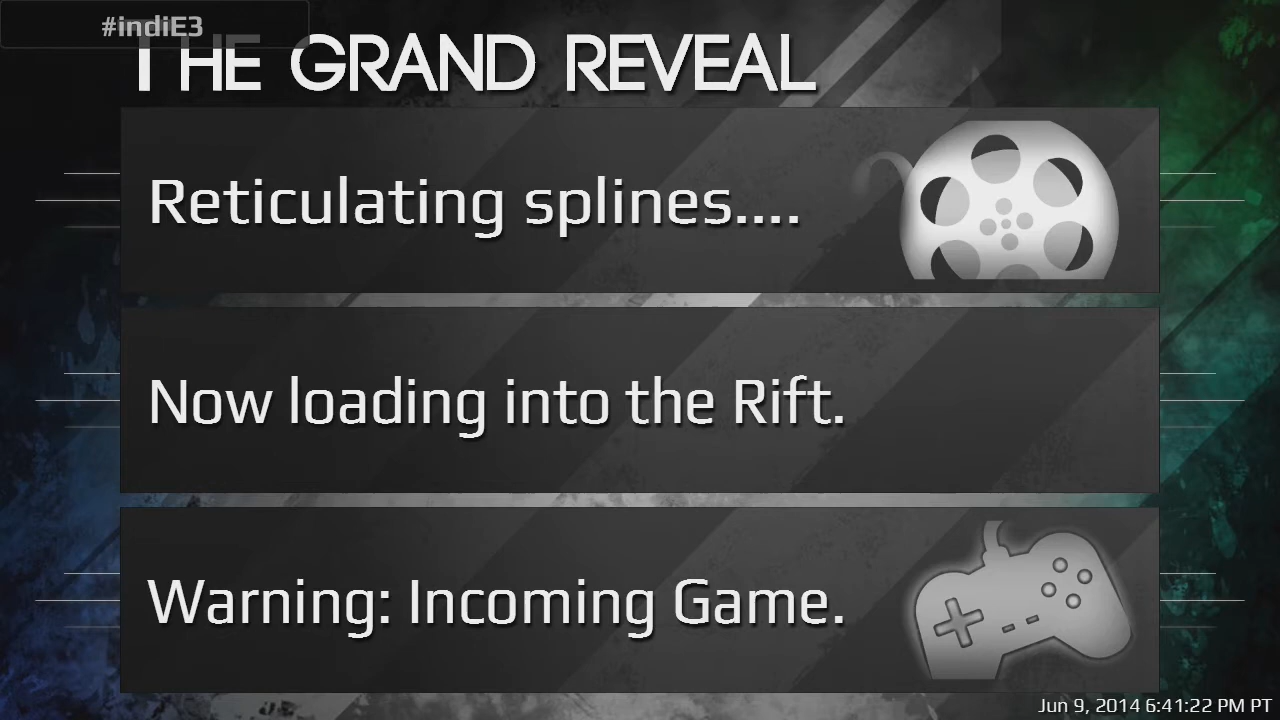 #indiE3
THE GRAND REVEAL
Reticulating splines....
Now loading into the Rift.
Warning: Incoming Game.
Jun 9, 2014 6:41:22 PM PT